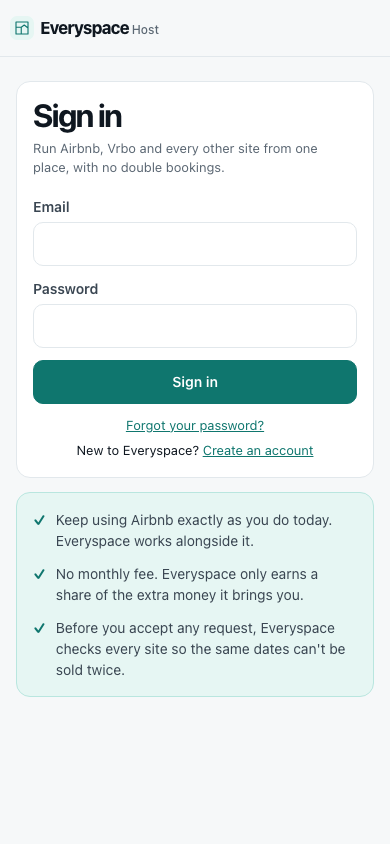 Everyspace Host
Sign in
Run Airbnb, Vrbo and every other site from one
place, with no double bookings.
Email
Password
Sign in
Forgot your password?
New to Everyspace? Create an account
Keep using Airbnb exactly as you do today.
Everyspace works alongside it.
No monthly fee. Everyspace only earns a
share of the extra money it brings you.
Before you accept any request, Everyspace
checks every site so the same dates can't be
sold twice.